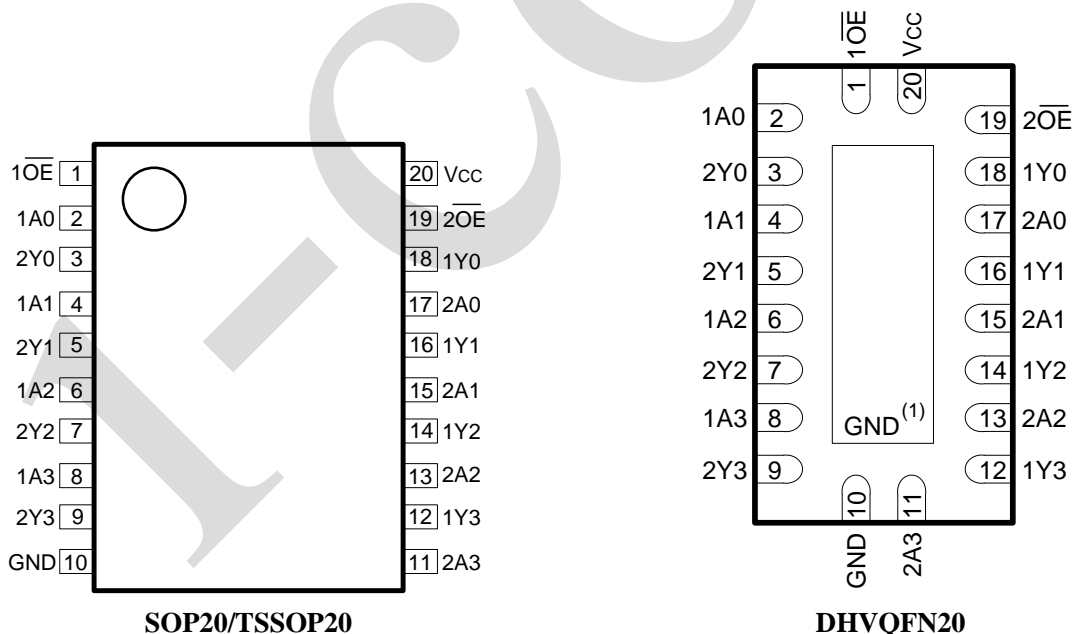 1O̅E̅ 1
1A0 2
2Y0 3
1A1 4
2Y1 5
1A2 6
2Y2 7
1A3 8
2Y3 9
GND 10
20 Vcc
19 2O̅E̅
18 1Y0
17 2A0
16 1Y1
15 2A1
14 1Y2
13 2A2
12 1Y3
11 2A3
SOP20/TSSOP20
1O̅E̅ 1
Vcc 20
1A0 2
2Y0 3
1A1 4
2Y1 5
1A2 6
2Y2 7
1A3 8
2Y3 9
19 2O̅E̅
18 1Y0
17 2A0
16 1Y1
15 2A1
14 1Y2
13 2A2
12 1Y3
GND(1)
GND 10
2A3 11
DHVQFN20